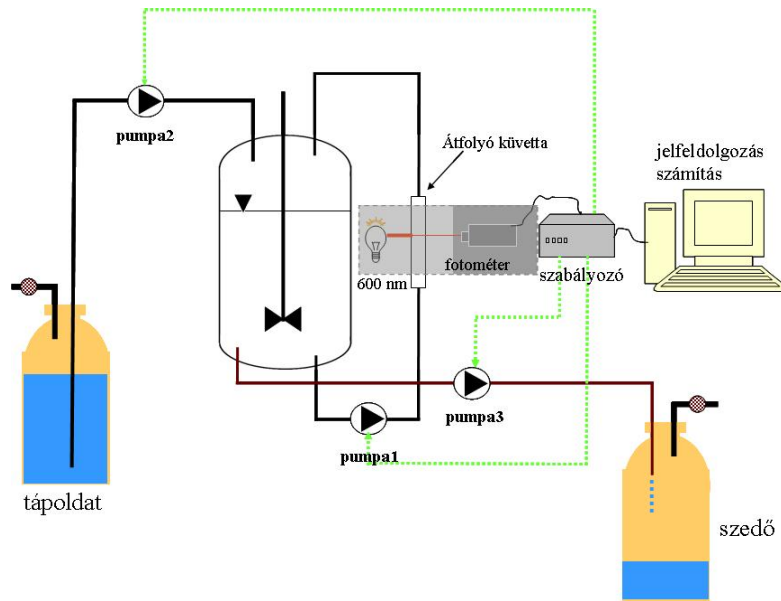 pumpa2
Átfolyó küvetta
jelfeldolgozás
számítás
fotométer
600 nm
szabályozó
pumpa3
pumpa1
tápoldat
szedő